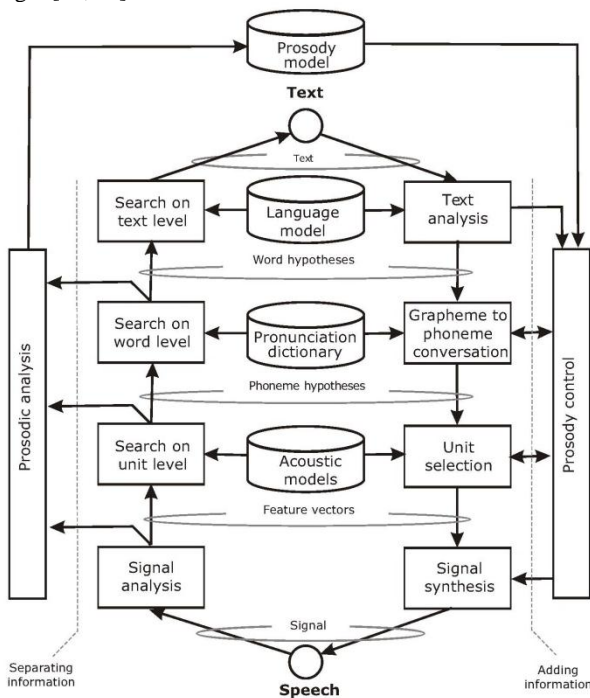 Prosody
model
Text
Text
Search on
text level
Language
model
Text
analysis
Word hypotheses
Search on
word level
Pronunciation
dictionary
Grapheme to
phoneme
conversation
Phoneme hypotheses
Search on
unit level
Acoustic
models
Unit
selection
Feature vectors
Signal
analysis
Signal
synthesis
Signal
Speech
Prosodic analysis
Prosody control
Separating
information
Adding
information